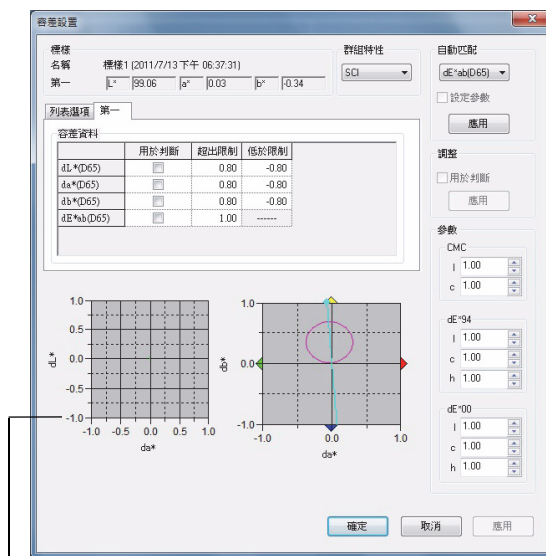 容差設置
標樣
名稱 標樣1 (2011/7/13 下午 06:37:31)
第一 L* 99.06 a* 0.03 b* -0.34
群組特性
SCI
自動匹配
dE*ab(D65)
設定參數
應用
列表選項 第一
容差資料
用於判斷 超出限制 低於限制
dL*(D65) 0.80 -0.80
da*(D65) 0.80 -0.80
db*(D65) 0.80 -0.80
dE*ab(D65) 1.00 ------
調整
用於判斷
應用
參數
CMC
l 1.00
c 1.00
dE*94
l 1.00
c 1.00
h 1.00
dE*00
l 1.00
c 1.00
h 1.00
dL*
1.0
0.5
0.0
-0.5
-1.0
-1.0 -0.5 0.0 0.5 1.0
da*
db*
1.0
0.0
-1.0
-1.0 0.0 1.0
da*
確定 取消 應用